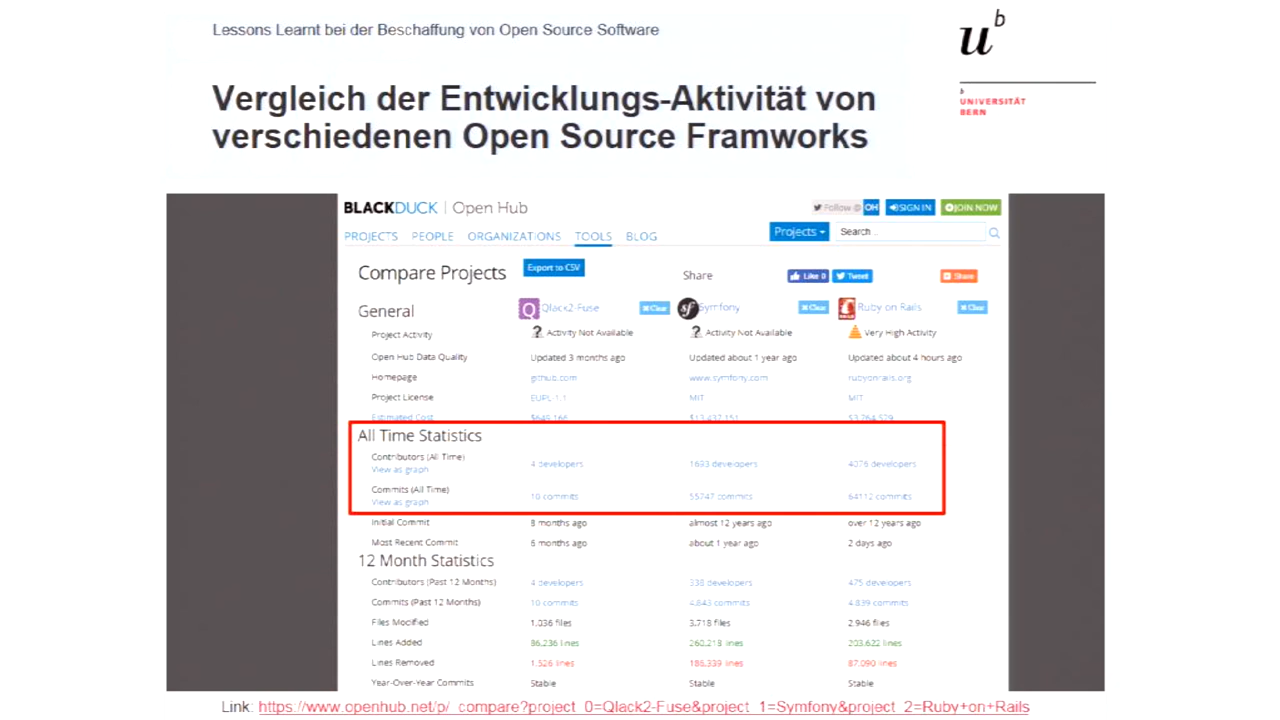 Lessons Learnt bei der Beschaffung von Open Source Software
u b
Vergleich der Entwicklungs-Aktivität von
verschiedenen Open Source Framworks
b
UNIVERSITÄT
BERN
BLACKDUCK | Open Hub
Follow @ OH SIGN IN JOIN NOW
PROJECTS PEOPLE ORGANIZATIONS TOOLS BLOG Projects Search...
Compare Projects Export to CSV Share Like 0 Tweet Share
General Q Qlack2-Fuse Clear sf Symfony Clear Ruby on Rails Clear
Project Activity ? Activity Not Available ? Activity Not Available Very High Activity
Open Hub Data Quality Updated 3 months ago Updated about 1 year ago Updated about 4 hours ago
Homepage github.com www.symfony.com rubyonrails.org
Project License EUPL-1.1 MIT MIT
Estimated Cost $649,166 $13,437,151 $3,764,579
All Time Statistics
Contributors (All Time)
View as graph 4 developers 1693 developers 4076 developers
Commits (All Time)
View as graph 10 commits 55747 commits 64112 commits
Initial Commit 8 months ago almost 12 years ago over 12 years ago
Most Recent Commit 6 months ago about 1 year ago 2 days ago
12 Month Statistics
Contributors (Past 12 Months) 4 developers 338 developers 475 developers
Commits (Past 12 Months) 10 commits 4,643 commits 4,839 commits
Files Modified 1,036 files 3,718 files 2,946 files
Lines Added 86,236 lines 260,218 lines 203,622 lines
Lines Removed 1,526 lines 186,339 lines 87,090 lines
Year-Over-Year Commits Stable Stable Stable
Link: https://www.openhub.net/p/_compare?project_0=Qlack2-Fuse&project_1=Symfony&project_2=Ruby+on+Rails